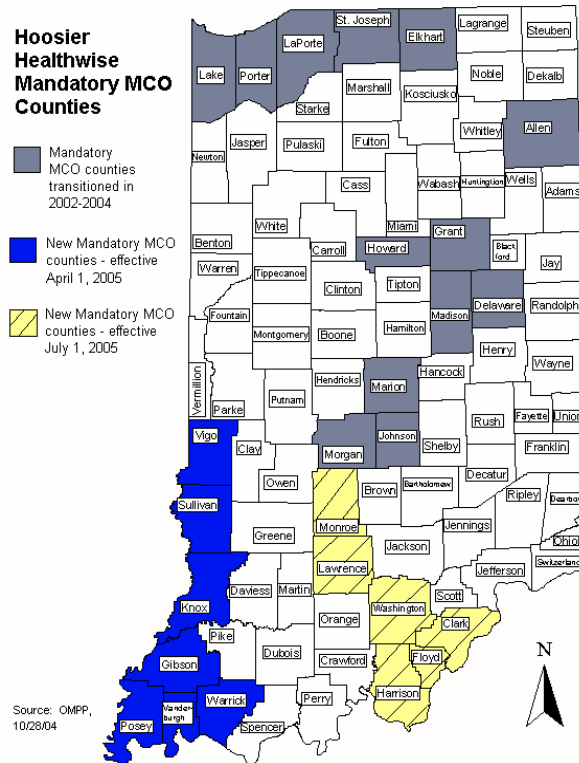 Hoosier
Healthwise
Mandatory MCO
Counties
Mandatory
MCO counties
transitioned in
2002-2004
New Mandatory MCO
counties - effective
April 1, 2005
New Mandatory MCO
counties - effective
July 1, 2005
St. Joseph
Elkhart
Lagrange
Steuben
LaPorte
Lake
Porter
Noble
Dekalb
Marshall
Kosciusko
Starke
Allen
Whitley
Jasper
Pulaski
Fulton
Newton
Wabash
Huntington
Wells
Adams
Cass
Miami
White
Grant
Benton
Carroll
Howard
Black
ford
Jay
Warren
Tippecanoe
Clinton
Tipton
Delaware
Randolph
Madison
Fountain
Montgomery
Boone
Hamilton
Henry
Wayne
Vermillion
Hendricks
Hancock
Marion
Putnam
Parke
Rush
Fayette
Union
Vigo
Clay
Morgan
Johnson
Shelby
Franklin
Owen
Decatur
Brown
Bartholomew
Ripley
Dearborn
Sullivan
Monroe
Greene
Jennings
Jackson
Ohio
Lawrence
Switzerland
Jefferson
Daviess
Martin
Scott
Knox
Washington
Orange
Clark
Pike
Dubois
Floyd
Gibson
Crawford
Harrison
Warrick
Perry
Posey
Vander-
burgh
Spencer
N
Source: OMPP,
10/28/04